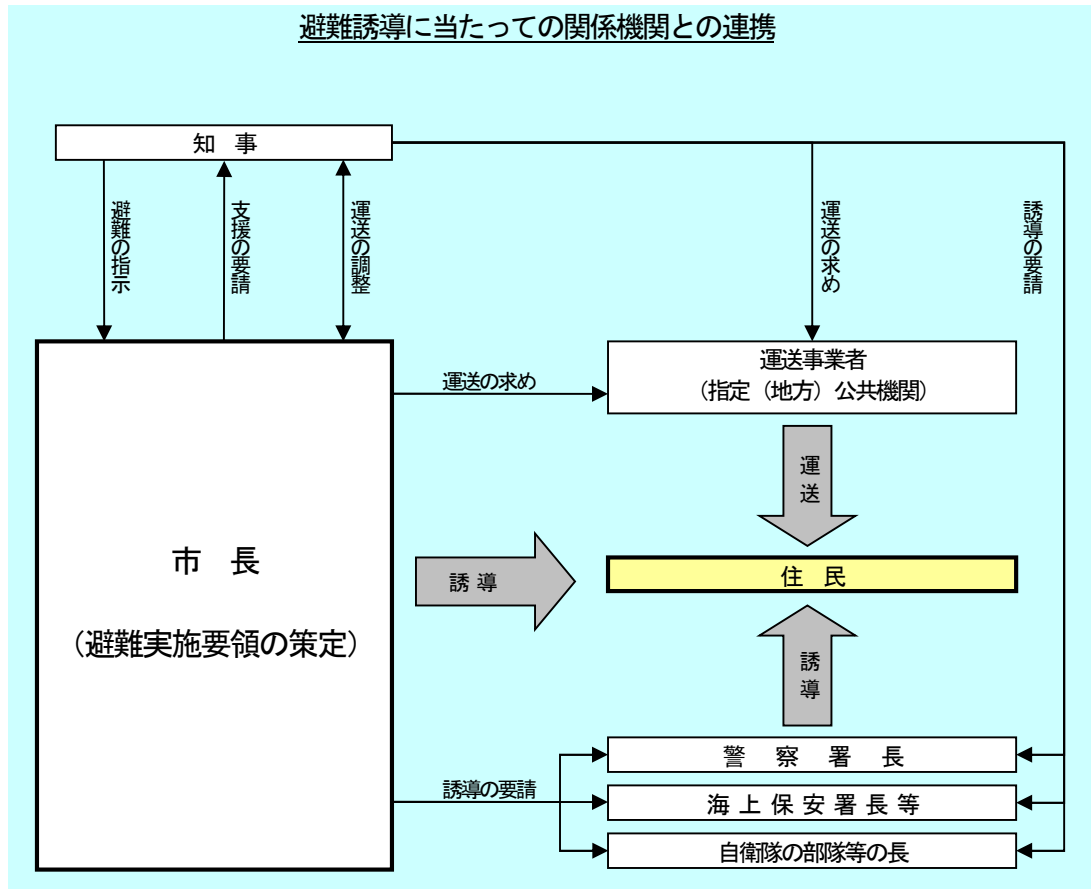 避難誘導に当たっての関係機関との連携
知　事
避難の指示
支援の要請
運送の調整
運送の求め
誘導の要請
運送の求め
運送事業者
（指定（地方）公共機関）
運送
市　長
（避難実施要領の策定）
誘 導
住　民
誘導
誘導の要請
警　察　署　長
海 上 保 安 署 長 等
自衛隊の部隊等の長